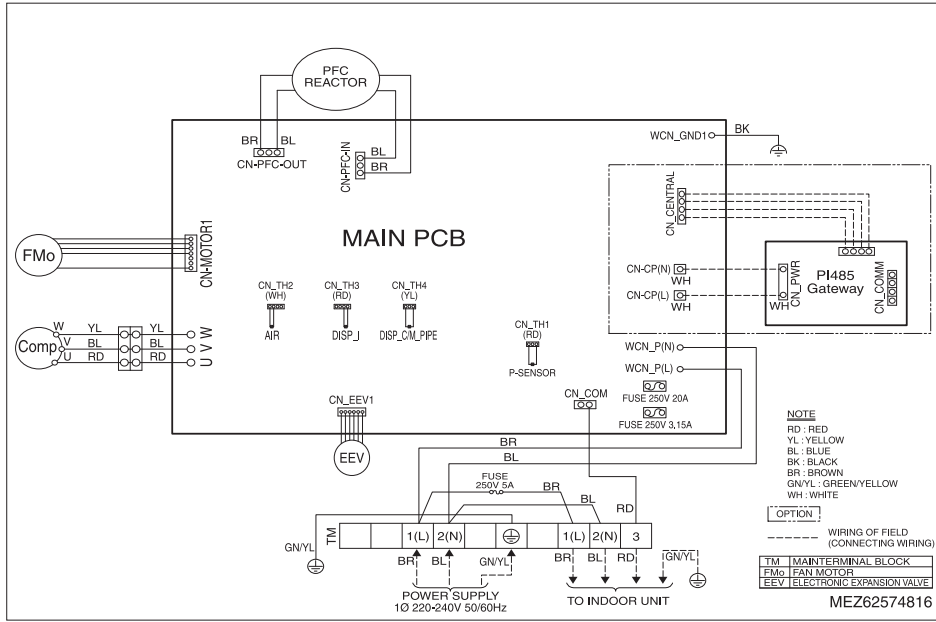 PFC
REACTOR
BR
BL
CN-PFC-OUT
CN-PFC-IN
BL
BR
WCN_GND1
BK
CN_CENTRAL
CN-MOTOR1
FMo
MAIN PCB
CN-CP(N)
WH
CN-CP(L)
WH
CN_PWR
WH
PI485
Gateway
CN_COMM
CN_TH2
(WH)
AIR
CN_TH3
(RD)
DISP_I
CN_TH4
(YL)
DISP_C/M_PIPE
CN_TH1
(RD)
P-SENSOR
Comp
W
V
U
YL
BL
RD
YL
BL
RD
W
V
U
WCN_P(N)
WCN_P(L)
FUSE 250V 20A
FUSE 250V 3,15A
CN_EEV1
EEV
CN_COM
BR
BL
FUSE
250V 5A
BR
BL
RD
TM
1(L)
2(N)
1(L)
2(N)
3
GN/YL
BR
BL
GN/YL
BR
BL
RD
GN/YL
POWER SUPPLY
1Ø 220-240V 50/60Hz
TO INDOOR UNIT
NOTE
RD : RED
YL : YELLOW
BL : BLUE
BK : BLACK
BR : BROWN
GN/YL : GREEN/YELLOW
WH : WHITE
OPTION
WIRING OF FIELD
(CONNECTING WIRING)
TM MAINTERMINAL BLOCK
FMo FAN MOTOR
EEV ELECTRONIC EXPANSION VALVE
MEZ62574816